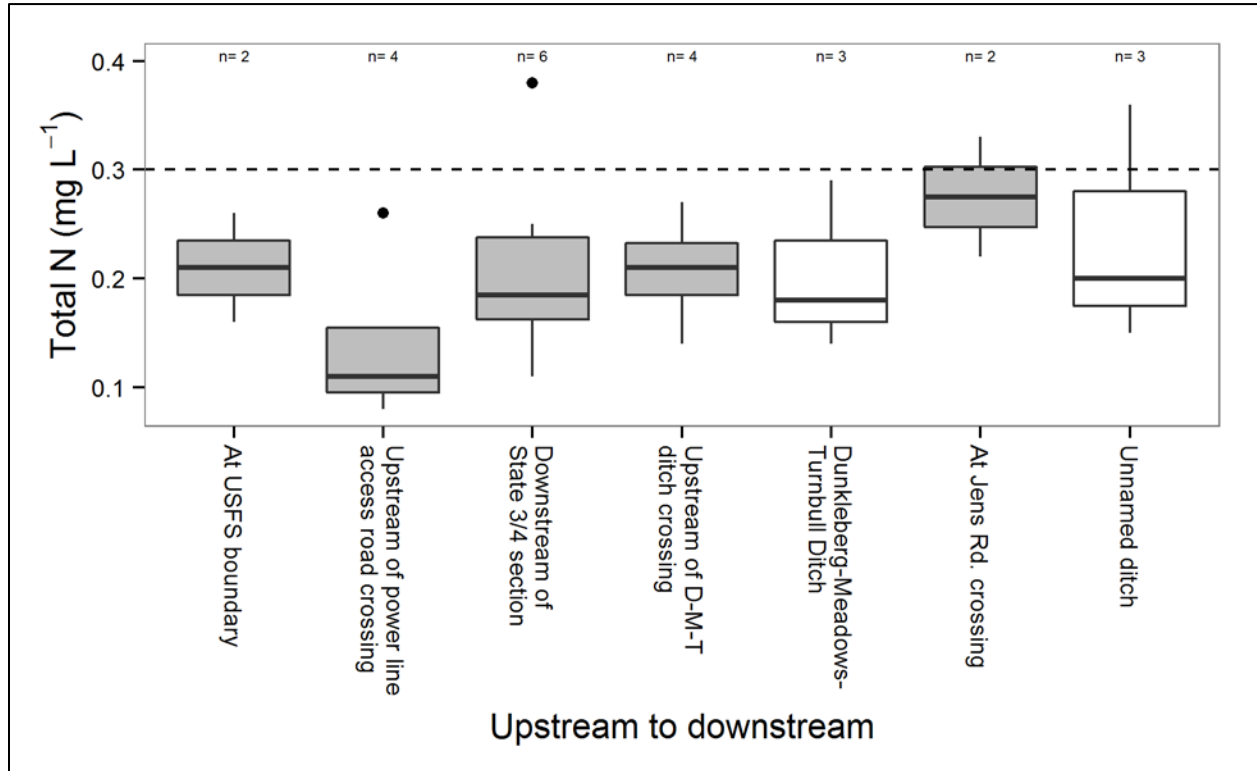 n= 2
n= 4
n= 6
n= 4
n= 3
n= 2
n= 3
Total N (mg L⁻¹)
0.4
0.3
0.2
0.1
At USFS boundary
Upstream of power line
access road crossing
Downstream of
State 3/4 section
Upstream of D-M-T
ditch crossing
Dunkleberg-Meadows-
Turnbull Ditch
At Jens Rd. crossing
Unnamed ditch
Upstream to downstream